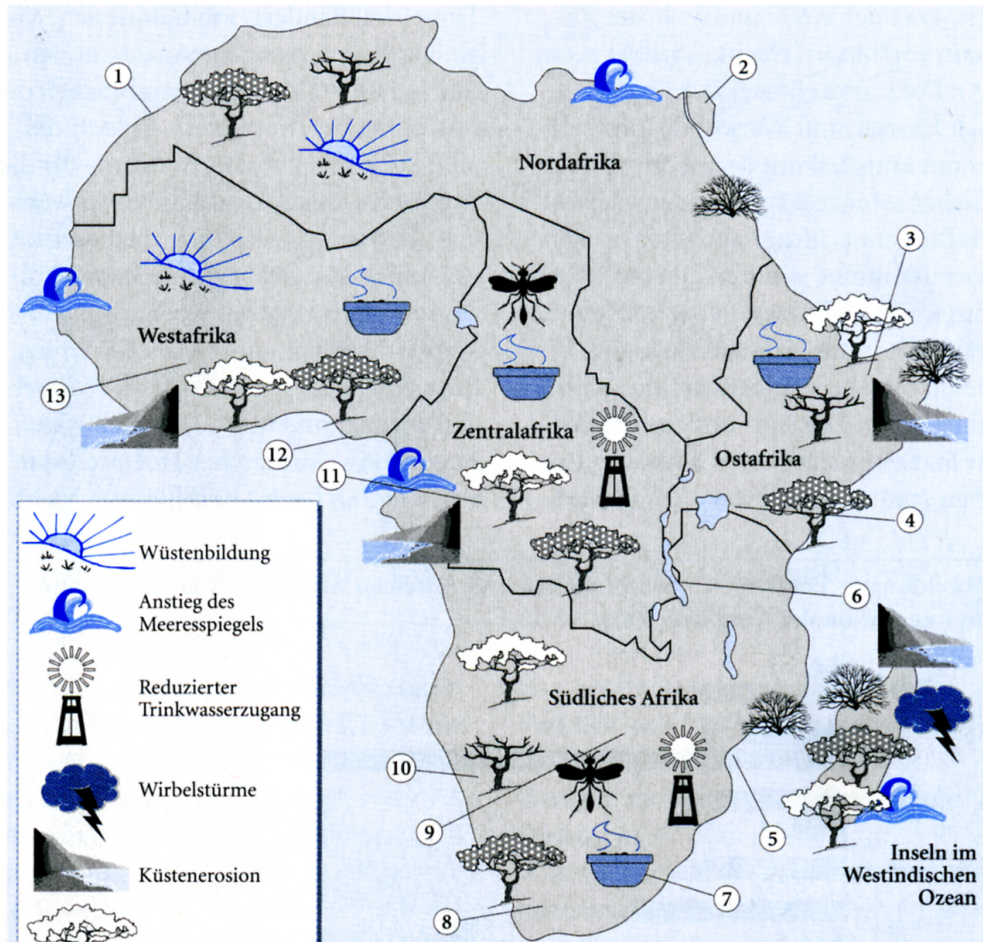 1
2
Nordafrika
3
Westafrika
13
Zentralafrika
Ostafrika
12
11
4
6
Südliches Afrika
10
9
5
7
8
Inseln im
Westindischen
Ozean
Wüstenbildung
Anstieg des
Meeresspiegels
Reduzierter
Trinkwasserzugang
Wirbelstürme
Küstenerosion